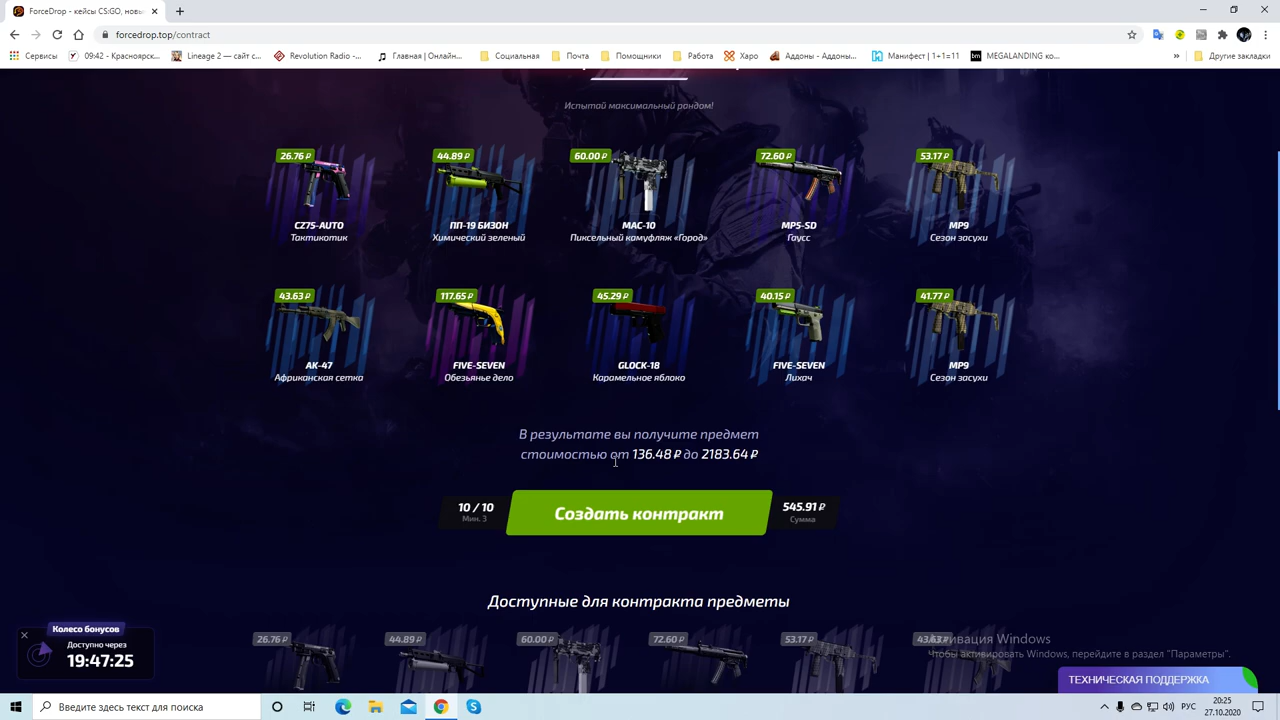 ForceDrop - кейсы CS:GO, новы
forcedrop.top/contract
Сервисы
09:42 - Красноярск...
Lineage 2 — сайт с...
Revolution Radio -...
Главная | Онлайн...
Социальная
Почта
Помощники
Работа
Харо
Аддоны - Аддоны...
Манифест | 1+1=11
MEGALANDING ко...
»
Другие закладки
Испытай максимальный рандом!
26.76 ₽
44.89 ₽
60.00 ₽
72.60 ₽
53.17 ₽
CZ75-AUTO
ПП-19 БИЗОН
MAC-10
MP5-SD
MP9
Тактикотик
Химический зеленый
Пиксельный камуфляж «Город»
Гаусс
Сезон засухи
43.63 ₽
117.65 ₽
45.29 ₽
40.15 ₽
41.77 ₽
АК-47
FIVE-SEVEN
GLOCK-18
FIVE-SEVEN
MP9
Африканская сетка
Обезьянье дело
Карамельное яблоко
Лихач
Сезон засухи
В результате вы получите предмет
стоимостью от 136.48 ₽ до 2183.64 ₽
10 / 10
Мин. 3
Создать контракт
545.91 ₽
Сумма
Доступные для контракта предметы
Колесо бонусов
Доступно через
19:47:25
26.76 ₽
44.89 ₽
60.00 ₽
72.60 ₽
53.17 ₽
43.63 ₽
Активация Windows
Чтобы активировать Windows, перейдите в раздел "Параметры".
ТЕХНИЧЕСКАЯ ПОДДЕРЖКА
Введите здесь текст для поиска
РУС
20:25
27.10.2020